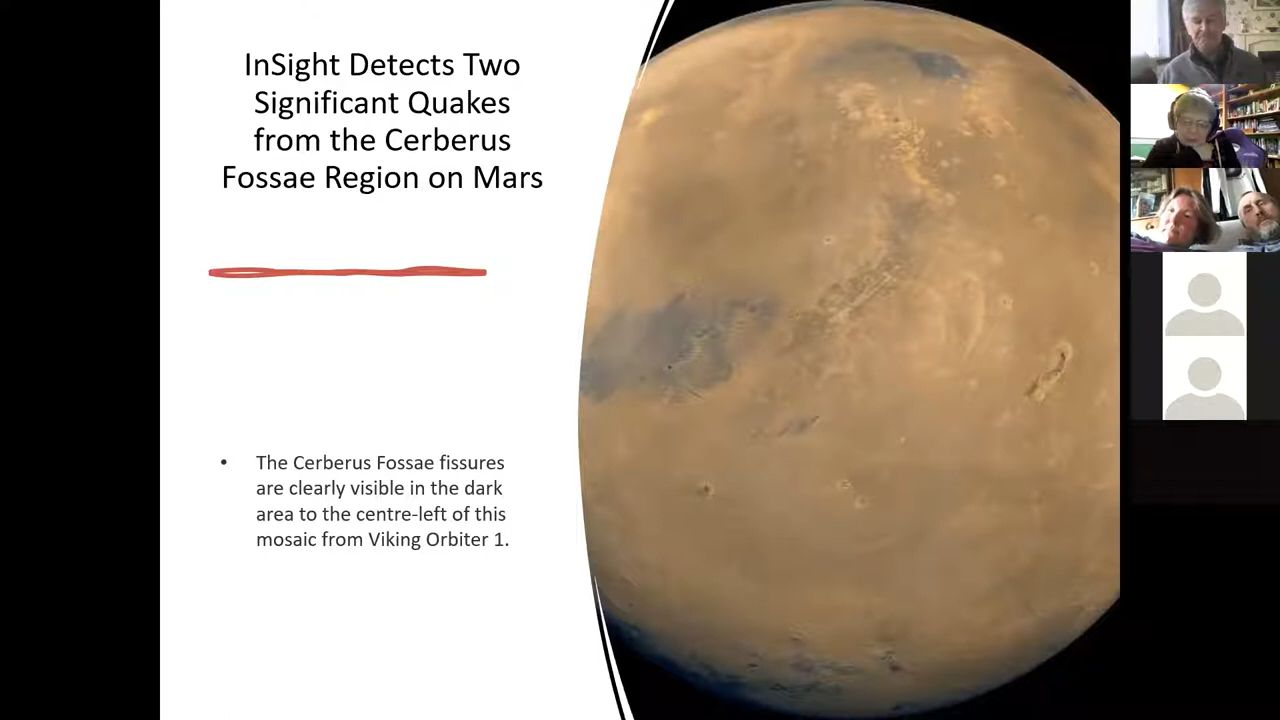 InSight Detects Two
Significant Quakes
from the Cerberus
Fossae Region on Mars
• The Cerberus Fossae fissures
are clearly visible in the dark
area to the centre-left of this
mosaic from Viking Orbiter 1.